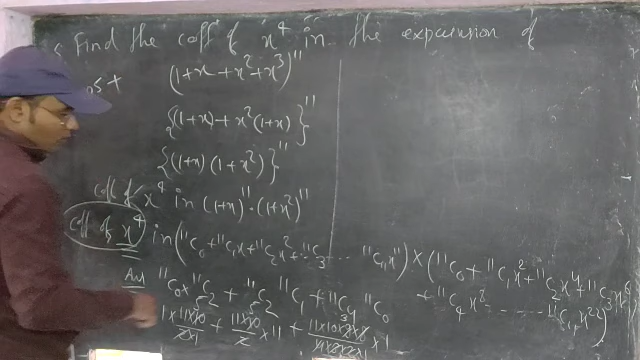 Find the coff of x⁴ in the expansion of
(1+x+x²+x³)¹¹
{(1+x)+x²(1+x)}¹¹
{(1+x)(1+x²)}¹¹
coff of x⁴ in (1+x)¹¹·(1+x²)¹¹
coff of x⁴ in (¹¹C₀+¹¹C₁x+¹¹C₂x²+¹¹C₃ .... ¹¹C₁₁x¹¹) × (¹¹C₀+¹¹C₁x²+¹¹C₂x⁴+¹¹C₃x⁶
+¹¹C₄x⁸ ------ ¹¹C₁₁x²²)
Ans ¹¹C₀×¹¹C₂ + ¹¹C₂ ¹¹C₁ + ¹¹C₄ ¹¹C₀